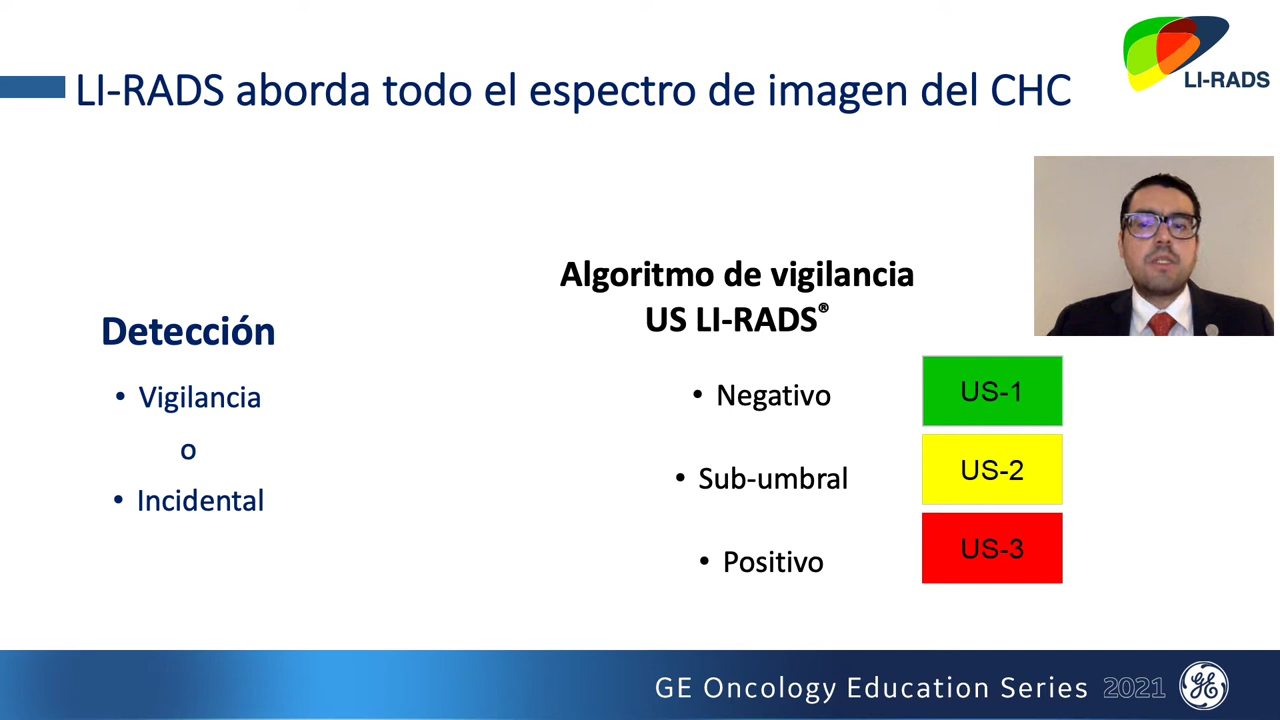 LI-RADS aborda todo el espectro de imagen del CHC
LI-RADS
Detección
• Vigilancia
o
• Incidental
Algoritmo de vigilancia
US LI-RADS®
• Negativo
US-1
• Sub-umbral
US-2
• Positivo
US-3
GE Oncology Education Series 2021
GE